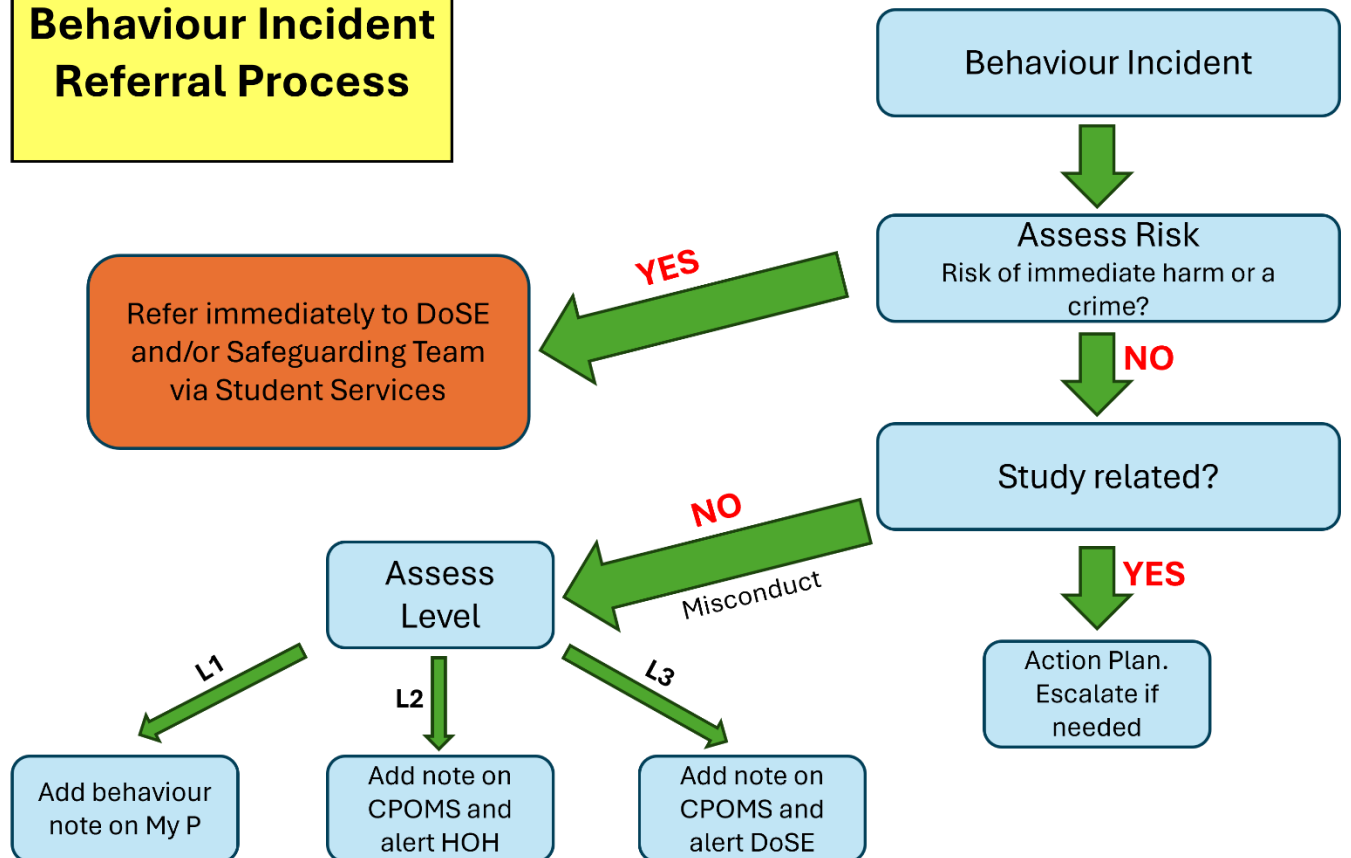 Behaviour Incident
Referral Process
Behaviour Incident
Assess Risk
Risk of immediate harm or a
crime?
YES
Refer immediately to DoSE
and/or Safeguarding Team
via Student Services
NO
Study related?
NO
Misconduct
YES
Assess
Level
Action Plan.
Escalate if
needed
L1
L2
L3
Add behaviour
note on My P
Add note on
CPOMS and
alert HOH
Add note on
CPOMS and
alert DoSE